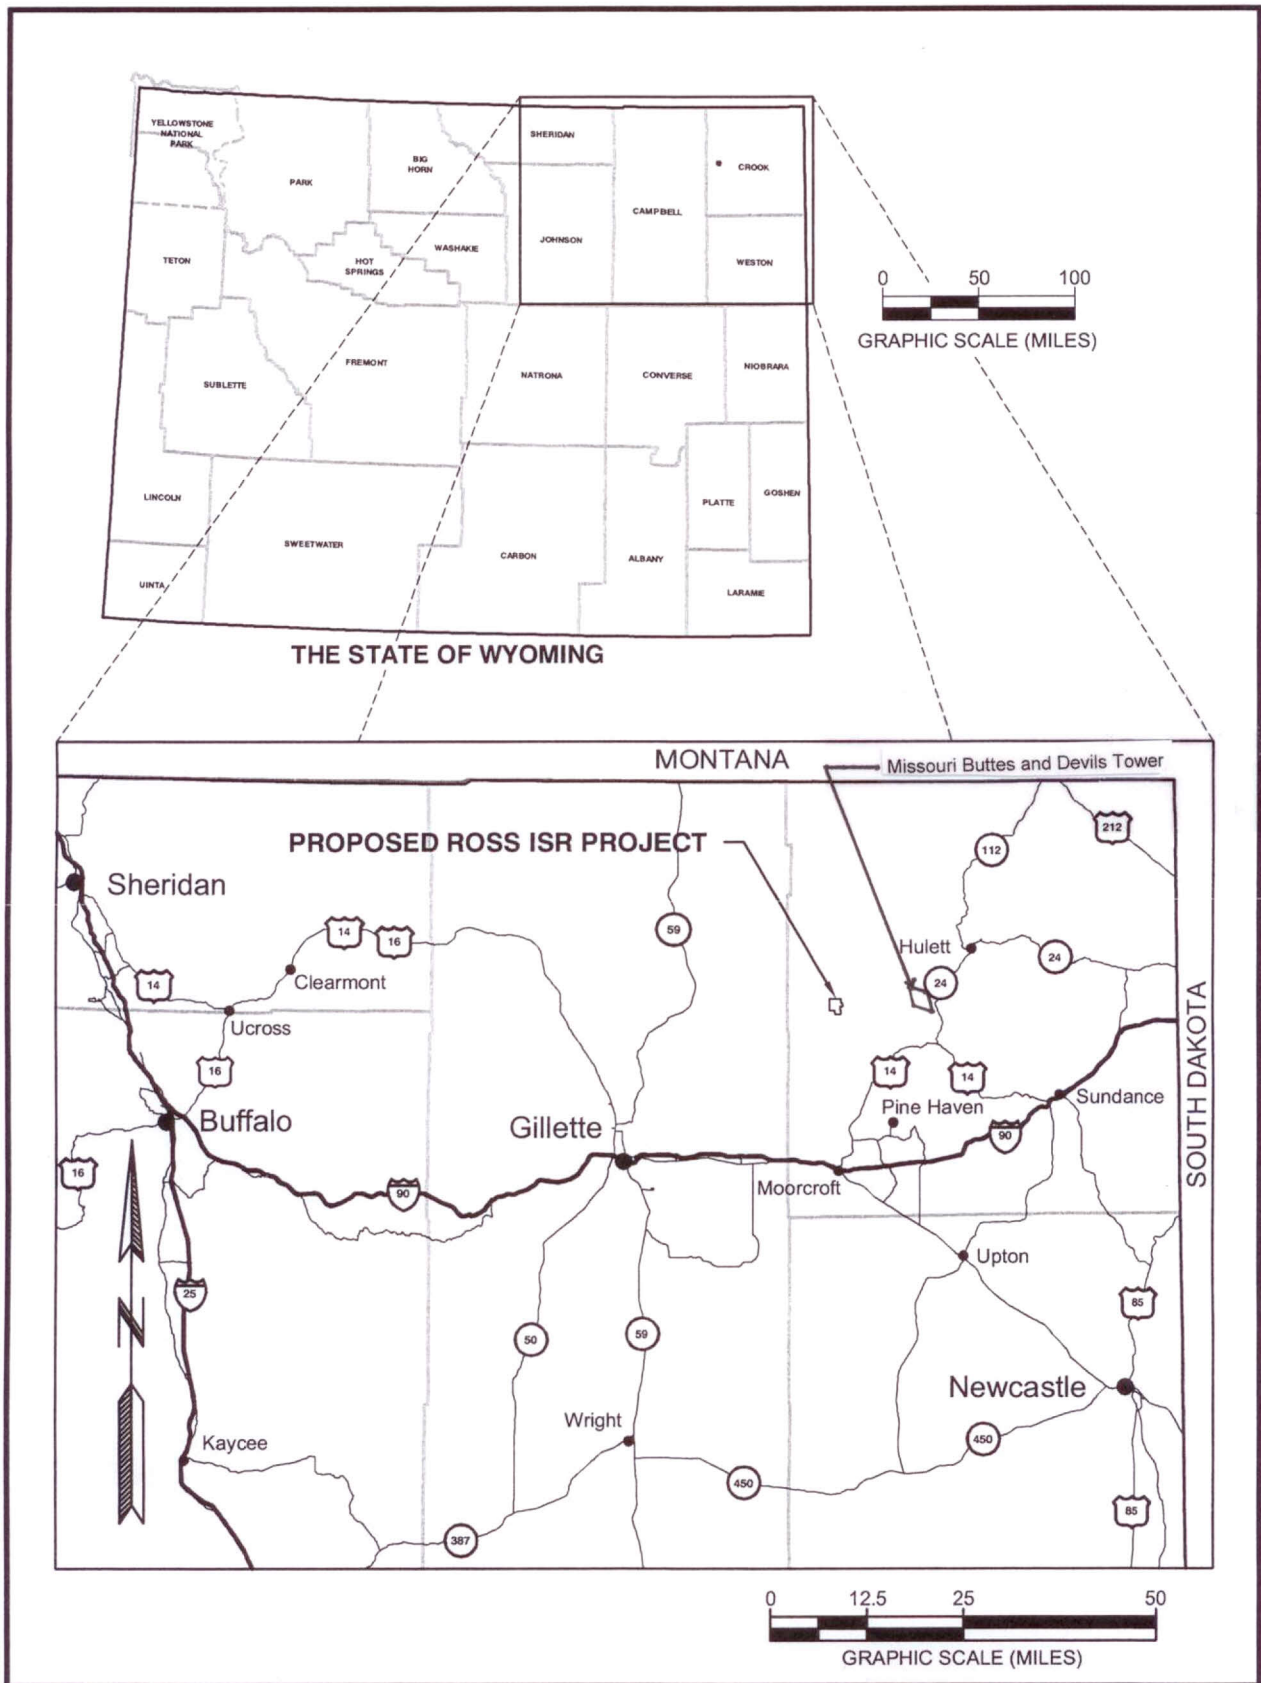 YELLOWSTONE
NATIONAL
PARK
PARK
BIG
HORN
SHERIDAN
CROOK
CAMPBELL
JOHNSON
WESTON
TETON
HOT
SPRINGS
WASHAKIE
0 50 100
GRAPHIC SCALE (MILES)
SUBLETTE
FREMONT
NATRONA
CONVERSE
NIOBRARA
LINCOLN
SWEETWATER
CARBON
ALBANY
PLATTE
GOSHEN
UINTA
LARAMIE
THE STATE OF WYOMING
MONTANA
Missouri Buttes and Devils Tower
PROPOSED ROSS ISR PROJECT
212
112
Sheridan
14
16
59
Hulett
24
24
Clearmont
14
Ucross
16
14
14
Sundance
SOUTH DAKOTA
Pine Haven
Buffalo
Gillette
90
16
90
Moorcroft
N
25
Upton
50
59
85
Newcastle
Wright
450
Kaycee
450
387
85
0 12.5 25 50
GRAPHIC SCALE (MILES)